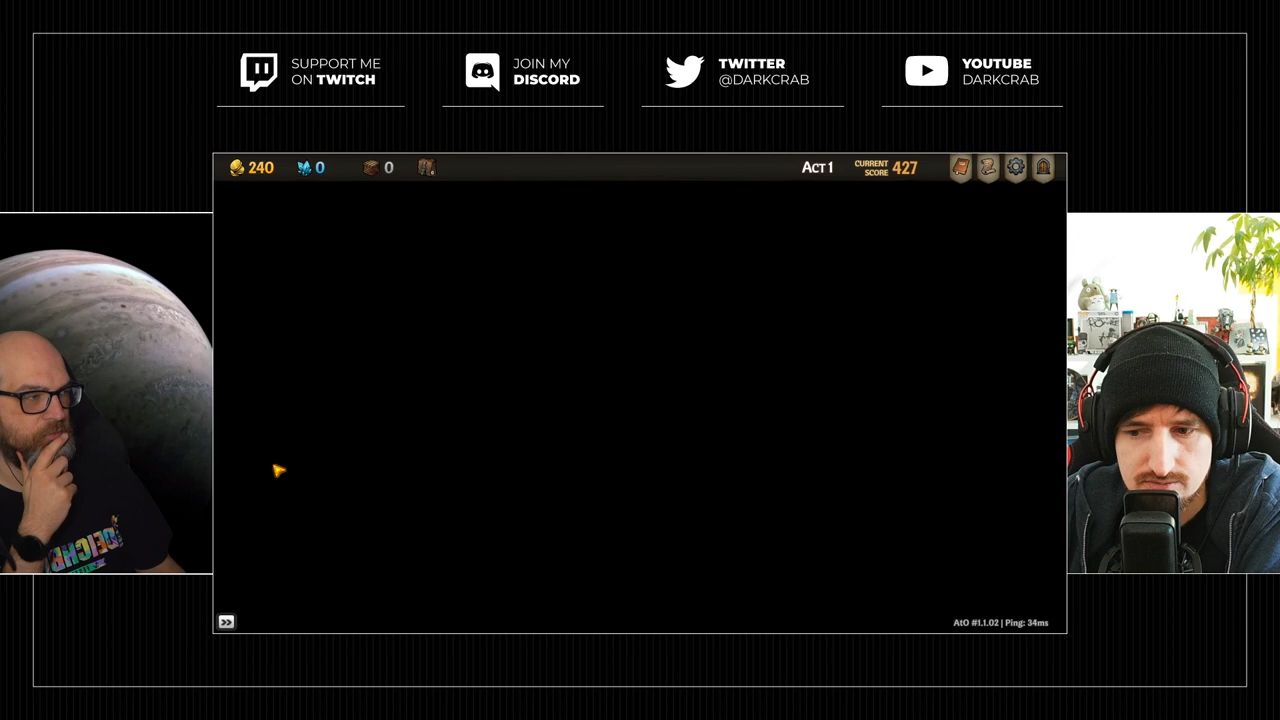 SUPPORT ME
ON TWITCH
JOIN MY
DISCORD
TWITTER
@DARKCRAB
YOUTUBE
DARKCRAB
240
0
0
ACT 1
CURRENT
SCORE
427
AtO #1.1.02 | Ping: 34ms